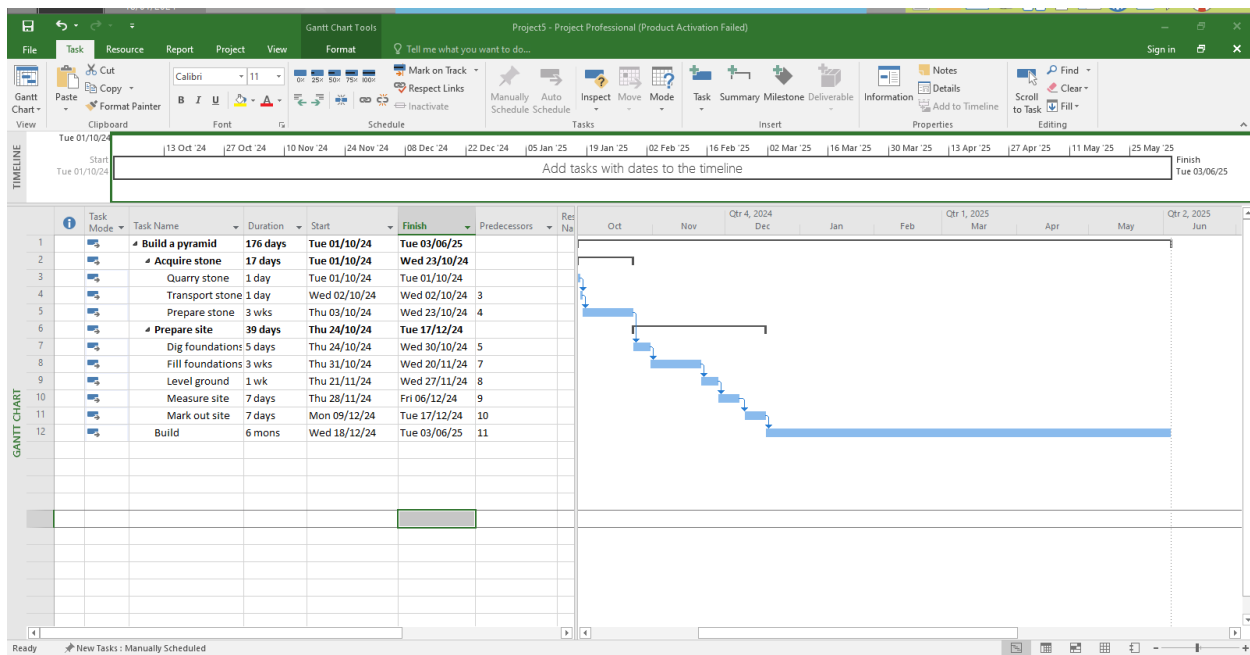 Gantt Chart Tools
Project5 - Project Professional (Product Activation Failed)
File Task Resource Report Project View Format Tell me what you want to do... Sign in
Gantt Chart
View
Paste
Cut
Copy
Format Painter
Clipboard
Calibri 11
B I U A
Font
0× 25× 50× 75× 100×
Mark on Track
Respect Links
Inactivate
Schedule
Manually Schedule
Auto Schedule
Inspect Move Mode
Tasks
Task Summary Milestone Deliverable
Insert
Information
Notes
Details
Add to Timeline
Properties
Scroll to Task
Find
Clear
Fill
Editing
TIMELINE
Tue 01/10/24
Start
Tue 01/10/24
13 Oct '24 27 Oct '24 10 Nov '24 24 Nov '24 08 Dec '24 22 Dec '24 05 Jan '25 19 Jan '25 02 Feb '25 16 Feb '25 02 Mar '25 16 Mar '25 30 Mar '25 13 Apr '25 27 Apr '25 11 May '25 25 May '25
Add tasks with dates to the timeline
Finish
Tue 03/06/25
GANTT CHART
Task Mode Task Name Duration Start Finish Predecessors Res Na
Qtr 4, 2024 Qtr 1, 2025 Qtr 2, 2025
Oct Nov Dec Jan Feb Mar Apr May Jun
1 Build a pyramid 176 days Tue 01/10/24 Tue 03/06/25
2 Acquire stone 17 days Tue 01/10/24 Wed 23/10/24
3 Quarry stone 1 day Tue 01/10/24 Tue 01/10/24
4 Transport stone 1 day Wed 02/10/24 Wed 02/10/24 3
5 Prepare stone 3 wks Thu 03/10/24 Wed 23/10/24 4
6 Prepare site 39 days Thu 24/10/24 Tue 17/12/24
7 Dig foundations 5 days Thu 24/10/24 Wed 30/10/24 5
8 Fill foundations 3 wks Thu 31/10/24 Wed 20/11/24 7
9 Level ground 1 wk Thu 21/11/24 Wed 27/11/24 8
10 Measure site 7 days Thu 28/11/24 Fri 06/12/24 9
11 Mark out site 7 days Mon 09/12/24 Tue 17/12/24 10
12 Build 6 mons Wed 18/12/24 Tue 03/06/25 11
Ready New Tasks : Manually Scheduled